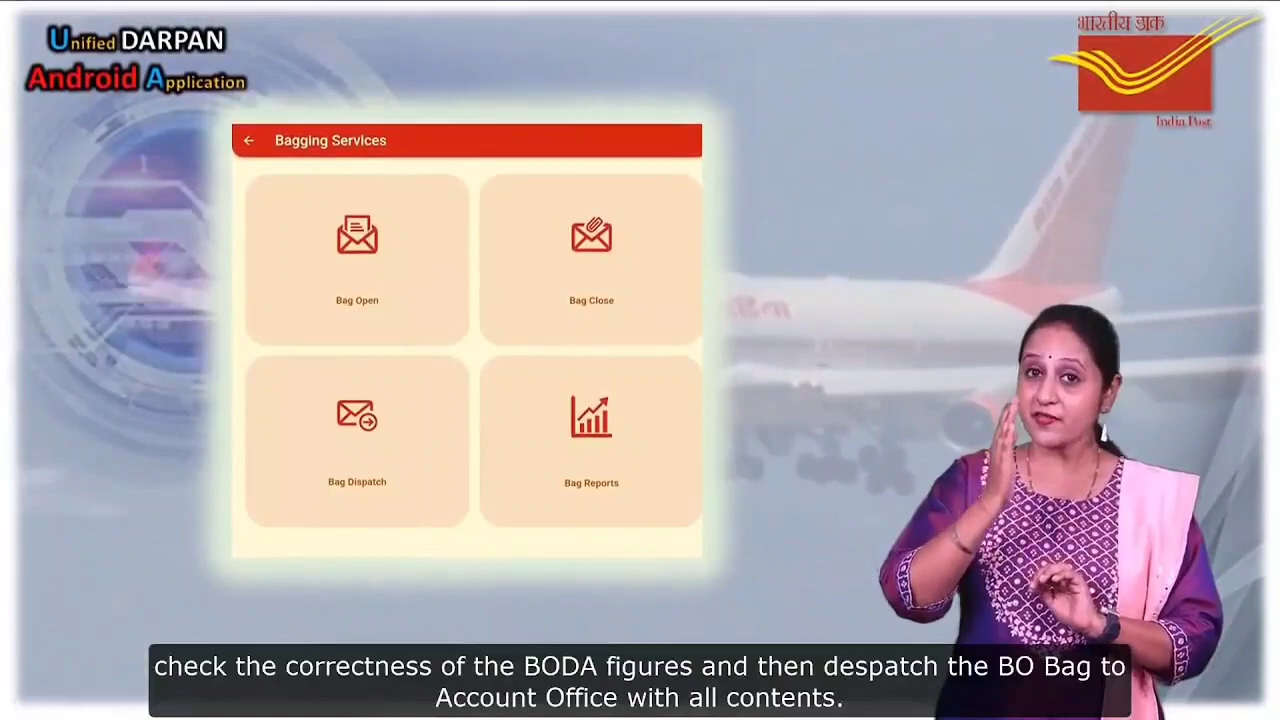 Unified DARPAN
Android Application
भारतीय डाक
India Post
Bagging Services
Bag Open
Bag Close
Bag Dispatch
Bag Reports
check the correctness of the BODA figures and then despatch the BO Bag to
Account Office with all contents.